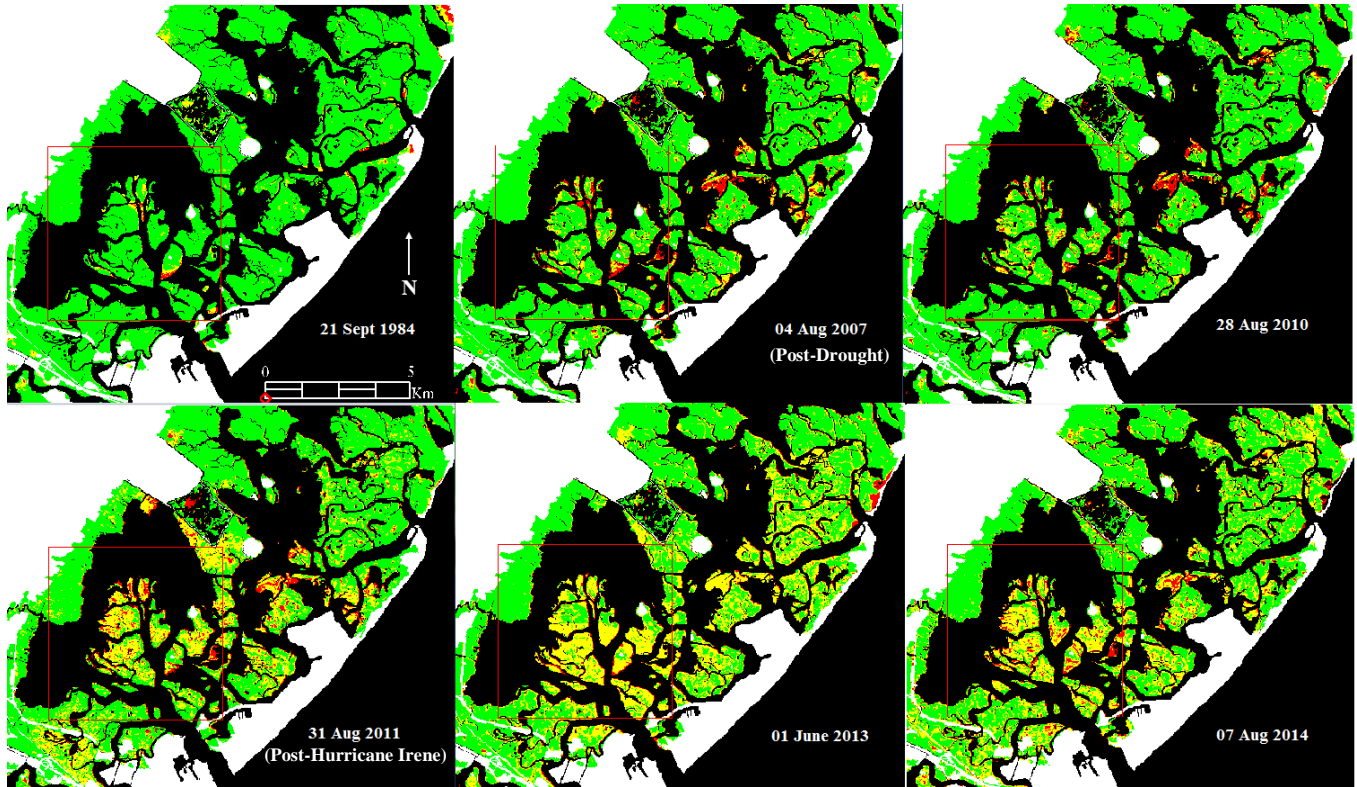 N
21 Sept 1984
0 5
Km
04 Aug 2007
(Post-Drought)
28 Aug 2010
31 Aug 2011
(Post-Hurricane Irene)
01 June 2013
07 Aug 2014